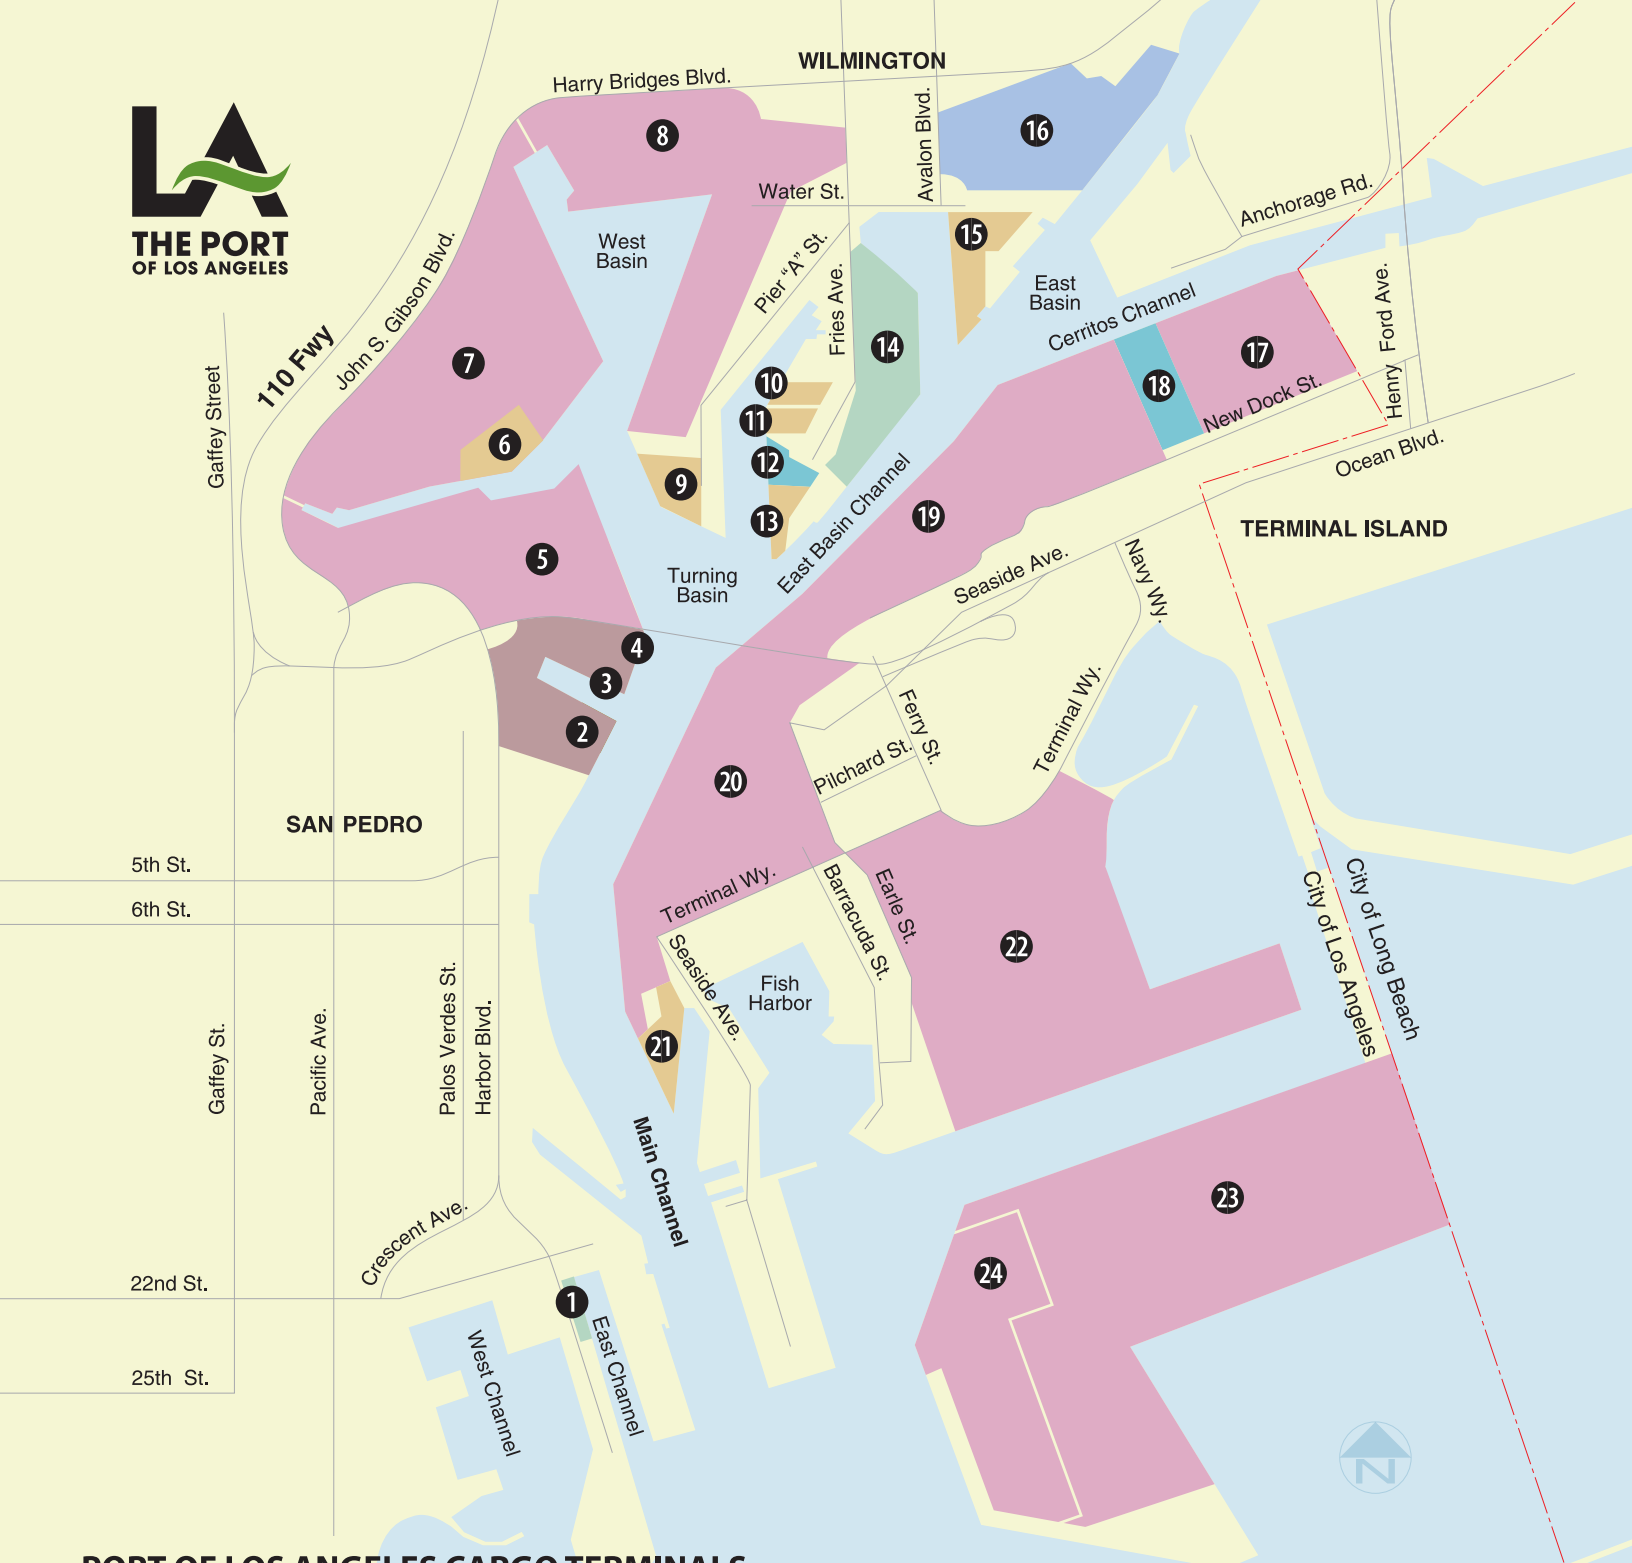 WILMINGTON
Harry Bridges Blvd.
Avalon Blvd.
8
16
LA
THE PORT
OF LOS ANGELES
Water St.
Anchorage Rd.
West
Basin
15
Pier "A" St.
John S. Gibson Blvd.
East
Basin
Fries Ave.
Cerritos Channel
Henry Ford Ave.
110 Fwy
7
14
17
10
18
Gaffey Street
11
New Dock St.
6
12
Ocean Blvd.
9
13
East Basin Channel
19
TERMINAL ISLAND
5
Turning
Basin
Seaside Ave.
Navy Wy.
4
3
2
Ferry St.
Terminal Wy.
Pilchard St.
20
SAN PEDRO
5th St.
Terminal Wy.
6th St.
Barracuda St.
Earle St.
City of Los Angeles
City of Long Beach
22
Seaside Ave.
Fish
Harbor
21
Gaffey St.
Pacific Ave.
Palos Verdes St.
Harbor Blvd.
Main Channel
23
Crescent Ave.
24
22nd St.
1
East Channel
West Channel
25th St.
N
PORT OF LOS ANGELES CARGO TERMINALS